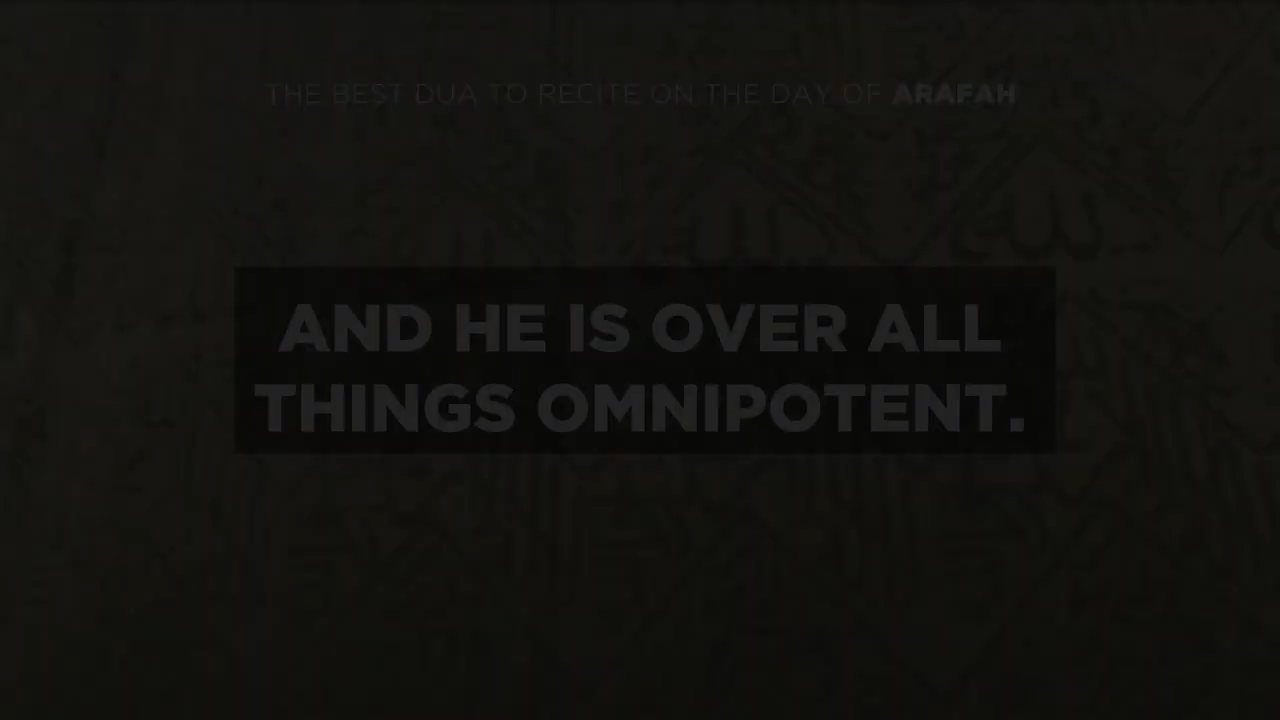 THE BEST DUA TO RECITE ON THE DAY OF ARAFAH
AND HE IS OVER ALL
THINGS OMNIPOTENT.